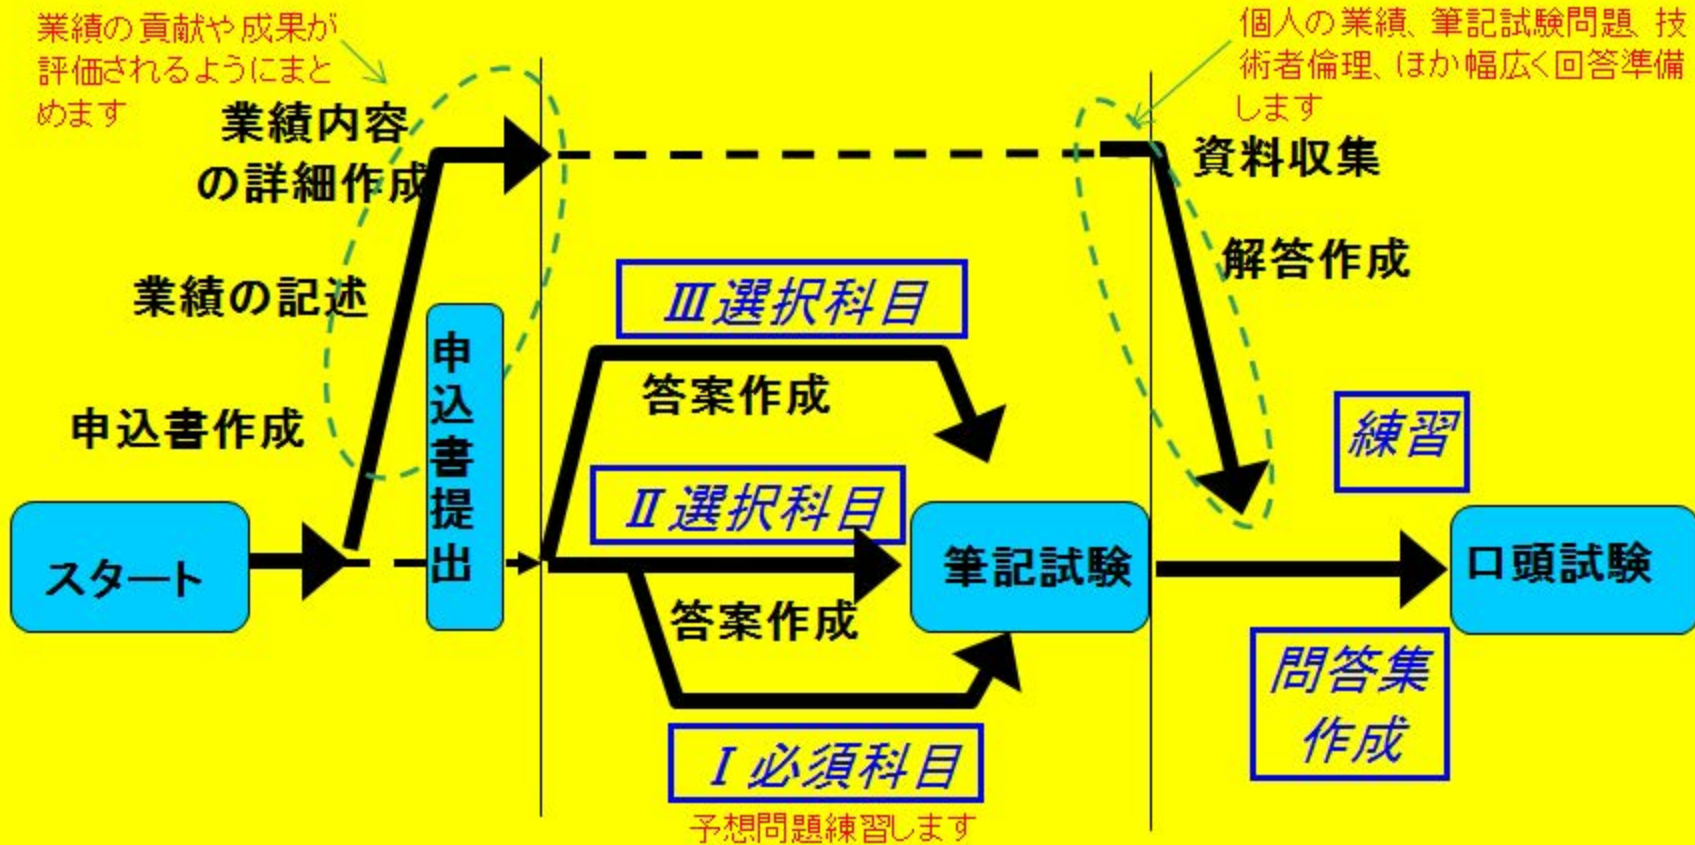 業績の貢献や成果が
評価されるようにまと
めます
個人の業績、筆記試験問題、技
術者倫理、ほか幅広く回答準備
します
業績内容
の詳細作成
資料収集
業績の記述
解答作成
申込書作成
申込書提出
Ⅲ選択科目
答案作成
練習
Ⅱ選択科目
スタート
筆記試験
口頭試験
答案作成
問答集
作成
Ⅰ必須科目
予想問題練習します